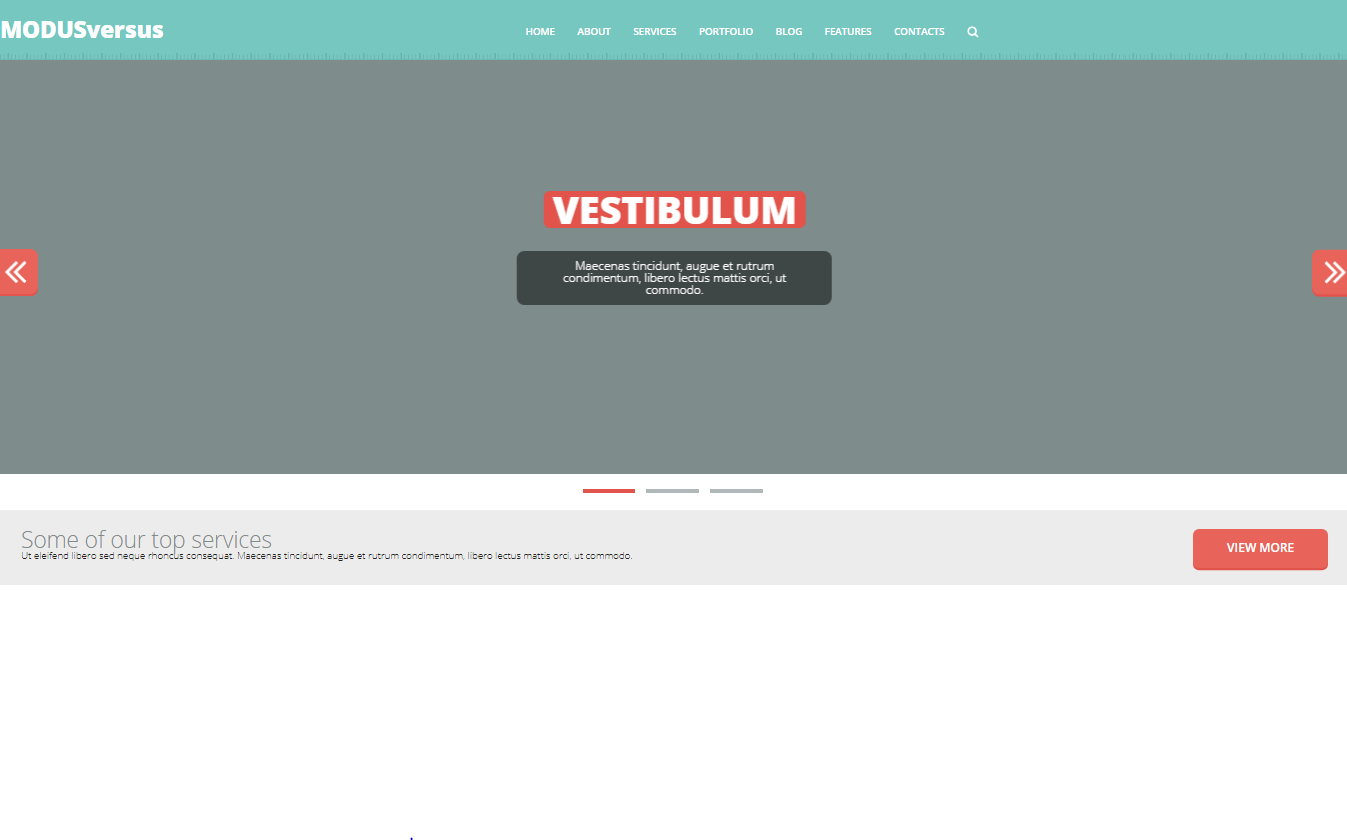 MODUSversus
HOME ABOUT SERVICES PORTFOLIO BLOG FEATURES CONTACTS
VESTIBULUM
Maecenas tincidunt, augue et rutrum
condimentum, libero lectus mattis orci, ut
commodo.
Some of our top services
Ut eleifend libero sed neque rhoncus consequat. Maecenas tincidunt, augue et rutrum condimentum, libero lectus mattis orci, ut commodo.
VIEW MORE